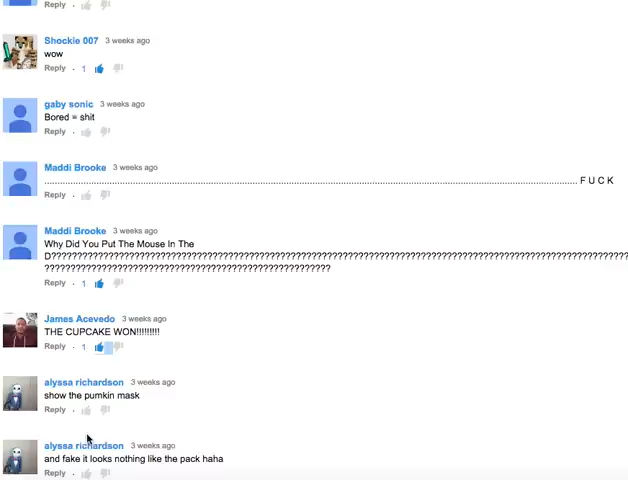 Reply ·
Shockie 007 3 weeks ago
wow
Reply · 1
gaby sonic 3 weeks ago
Bored = shit
Reply ·
Maddi Brooke 3 weeks ago
........................................................................................................................................................................................ F U C K
Reply ·
Maddi Brooke 3 weeks ago
Why Did You Put The Mouse In The
D?????????????????????????????????????????????????????????????????????????????????????????????????????????????
??????????????????????????????????????????????????????
Reply · 1
James Acevedo 3 weeks ago
THE CUPCAKE WON!!!!!!!!!
Reply · 1
alyssa richardson 3 weeks ago
show the pumkin mask
Reply ·
alyssa richardson 3 weeks ago
and fake it looks nothing like the pack haha
Reply ·